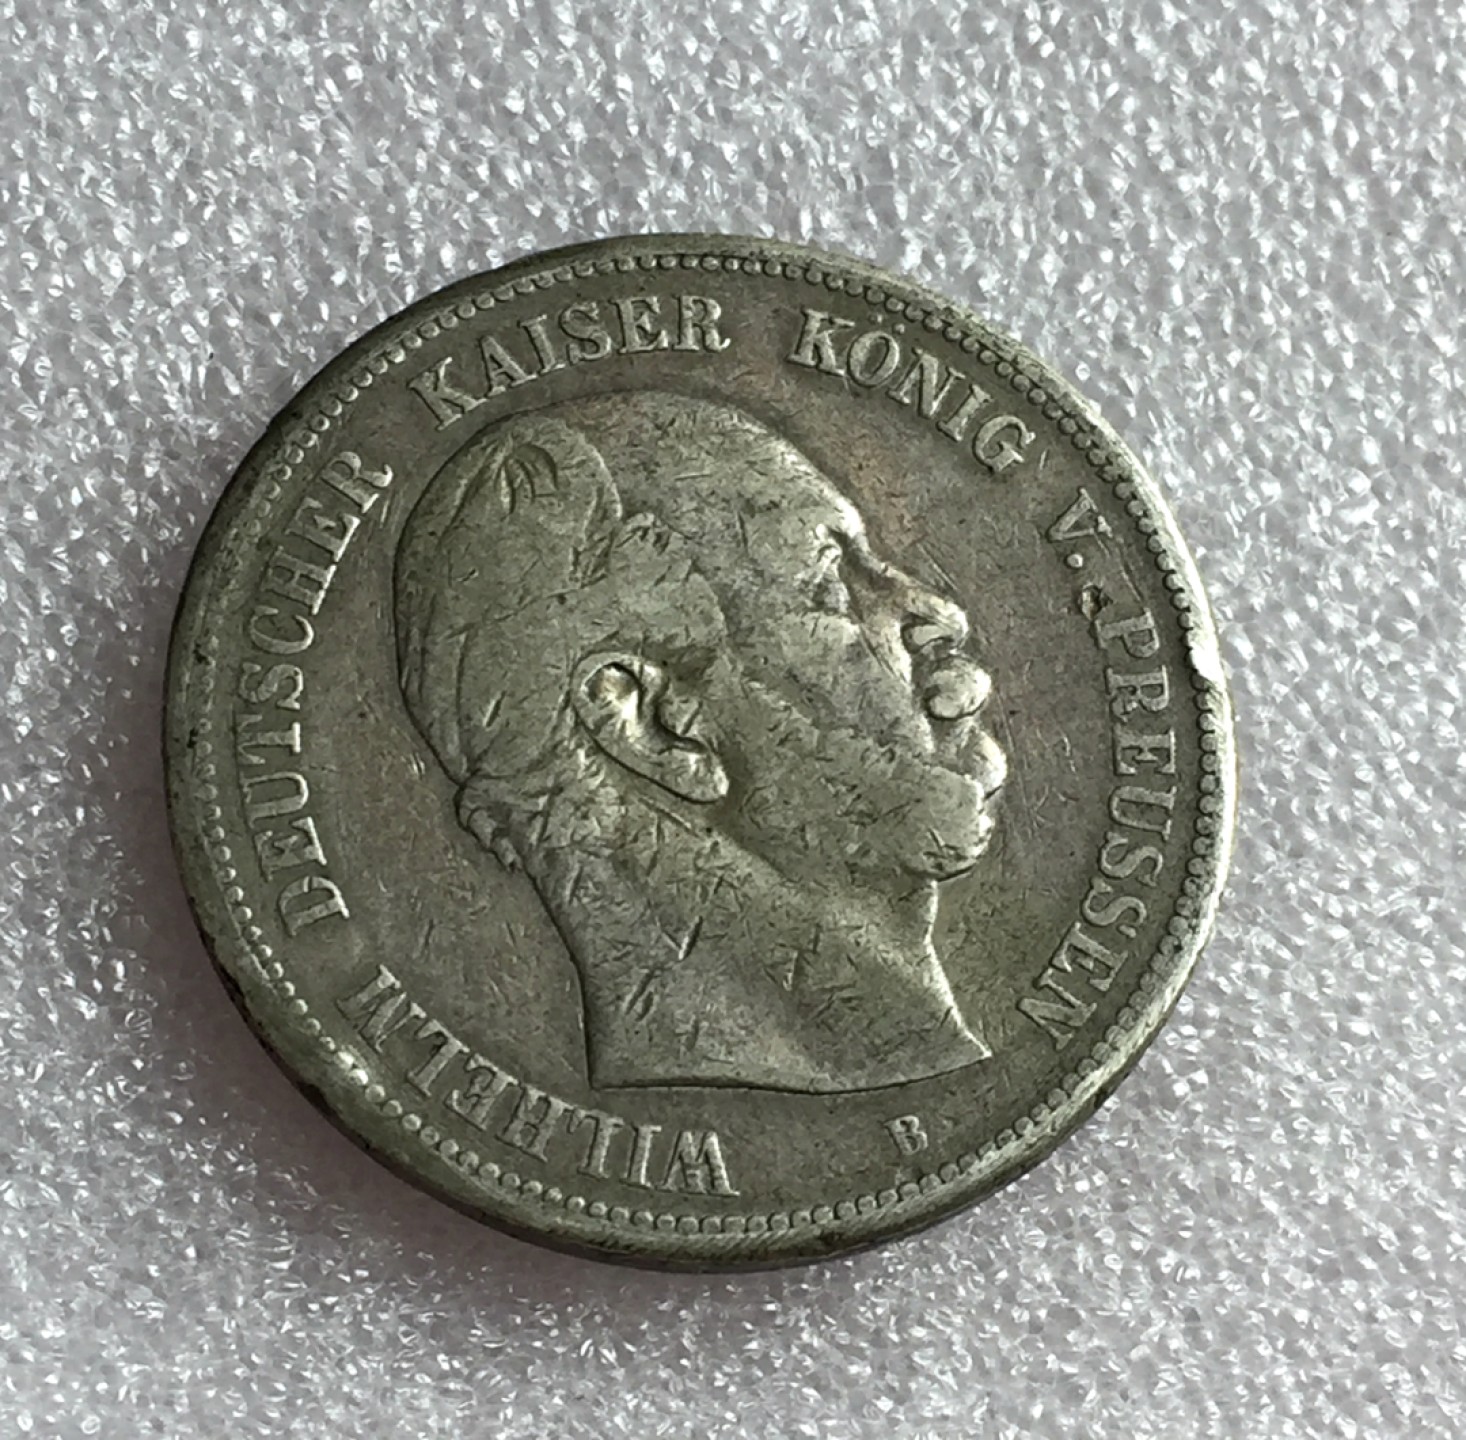 WILHELM DEUTSCHER KAISER KÖNIG V. PREUSSEN
B